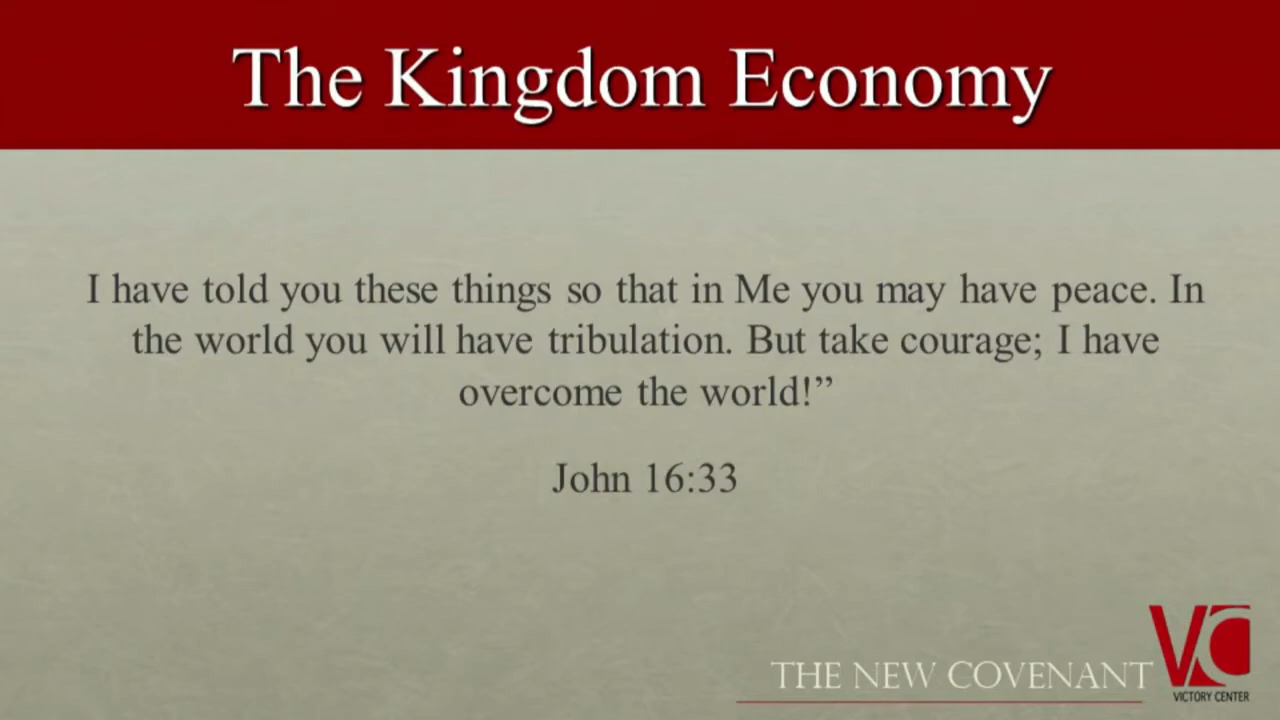 The Kingdom Economy
I have told you these things so that in Me you may have peace. In
the world you will have tribulation. But take courage; I have
overcome the world!”
John 16:33
THE NEW COVENANT
VC
VICTORY CENTER